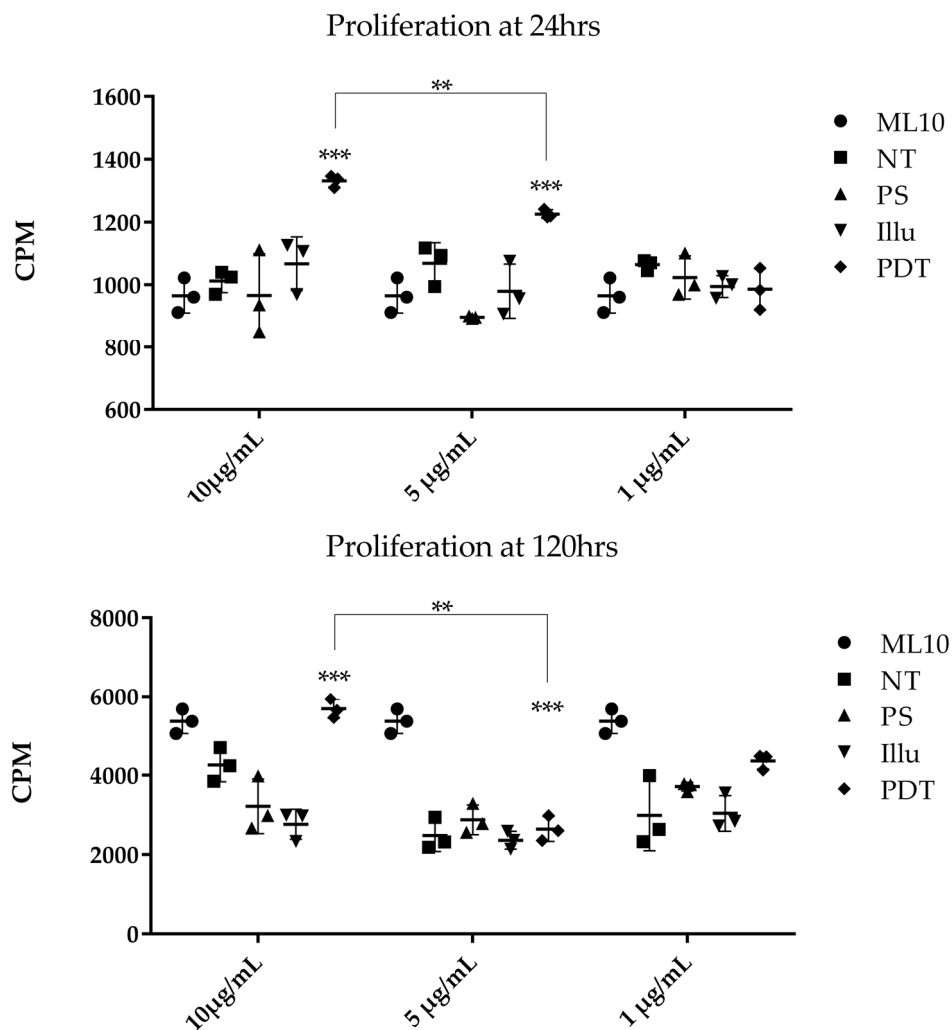 Proliferation at 24hrs
**
1600
1400
1200
1000
800
600
CPM
***
***
ML10
NT
PS
Illu
PDT
10µg/mL
5 µg/mL
1 µg/mL
Proliferation at 120hrs
**
8000
6000
4000
2000
0
CPM
***
***
ML10
NT
PS
Illu
PDT
10µg/mL
5 µg/mL
1 µg/mL